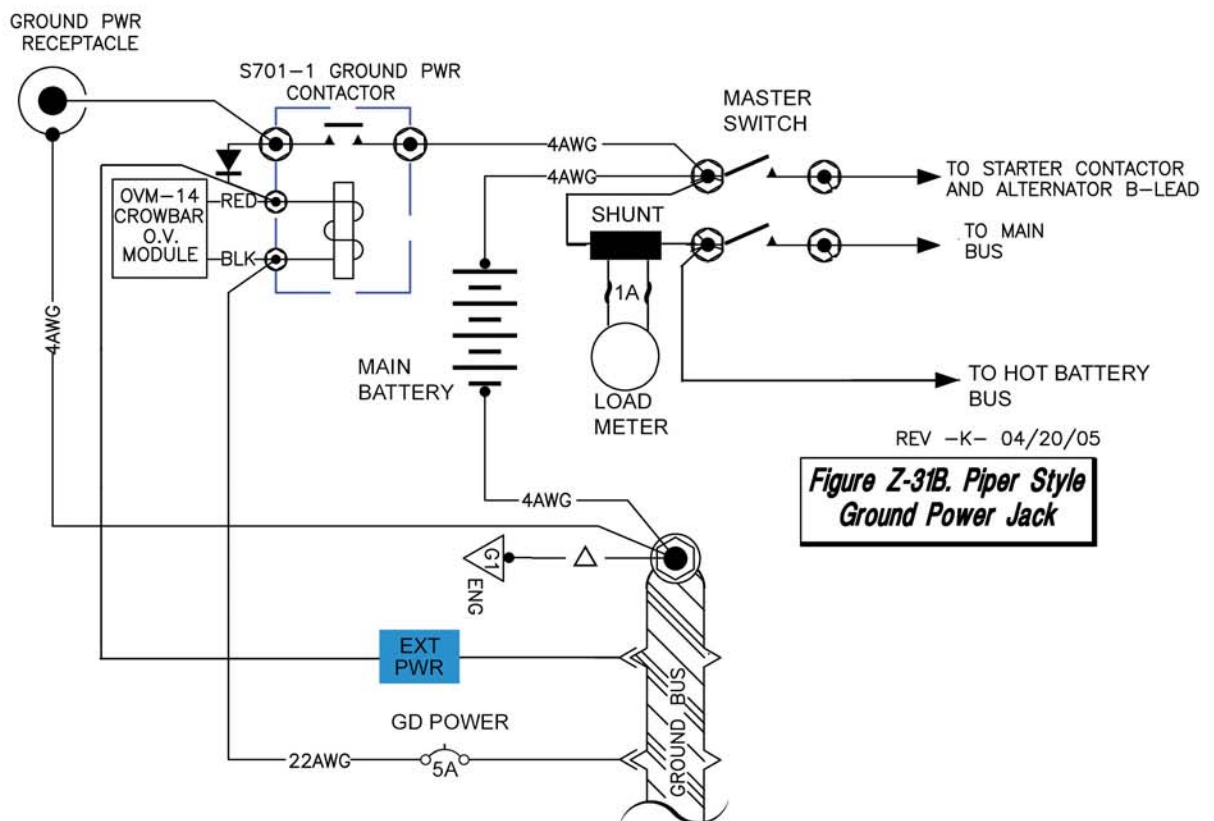 GROUND PWR
RECEPTACLE
S701-1 GROUND PWR
CONTACTOR
MASTER
SWITCH
4AWG
4AWG
TO STARTER CONTACTOR
AND ALTERNATOR B-LEAD
OVM-14
CROWBAR
O.V.
MODULE
RED
BLK
SHUNT
TO MAIN
BUS
1A
4AWG
MAIN
BATTERY
LOAD
METER
TO HOT BATTERY
BUS
REV -K- 04/20/05
Figure Z-31B. Piper Style
Ground Power Jack
4AWG
G1
ENG
EXT
PWR
GROUND BUS
GD POWER
22AWG
5A